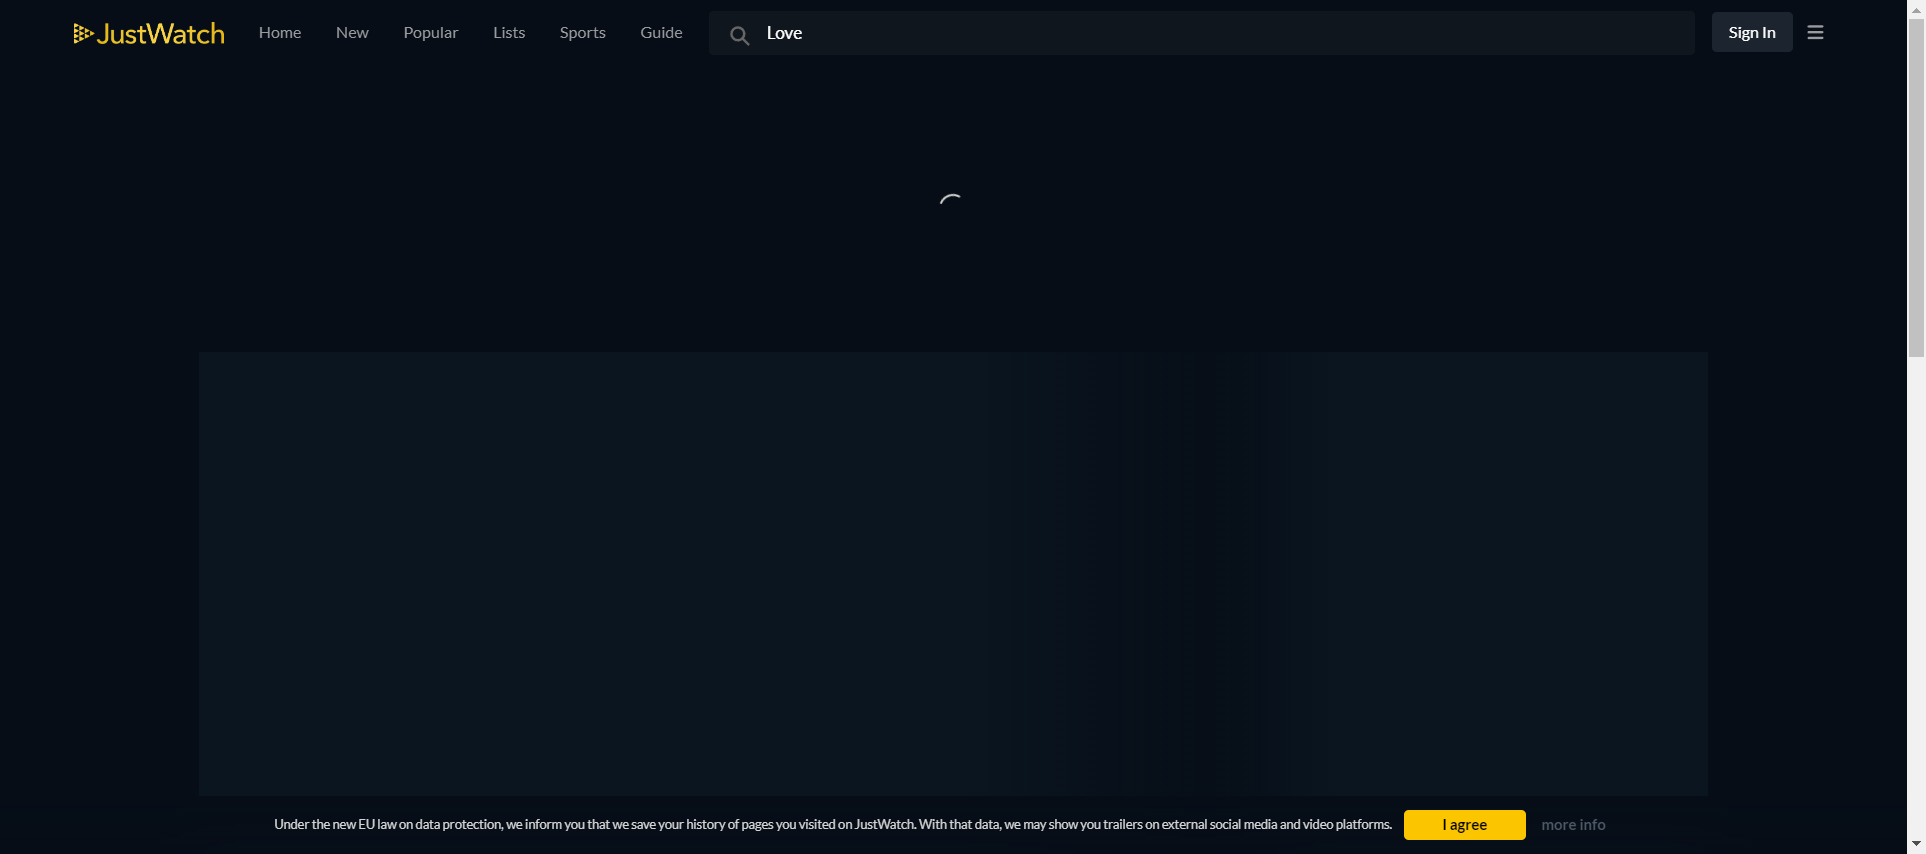 JustWatch Home New Popular Lists Sports Guide Love Sign In
Under the new EU law on data protection, we inform you that we save your history of pages you visited on JustWatch. With that data, we may show you trailers on external social media and video platforms. I agree more info